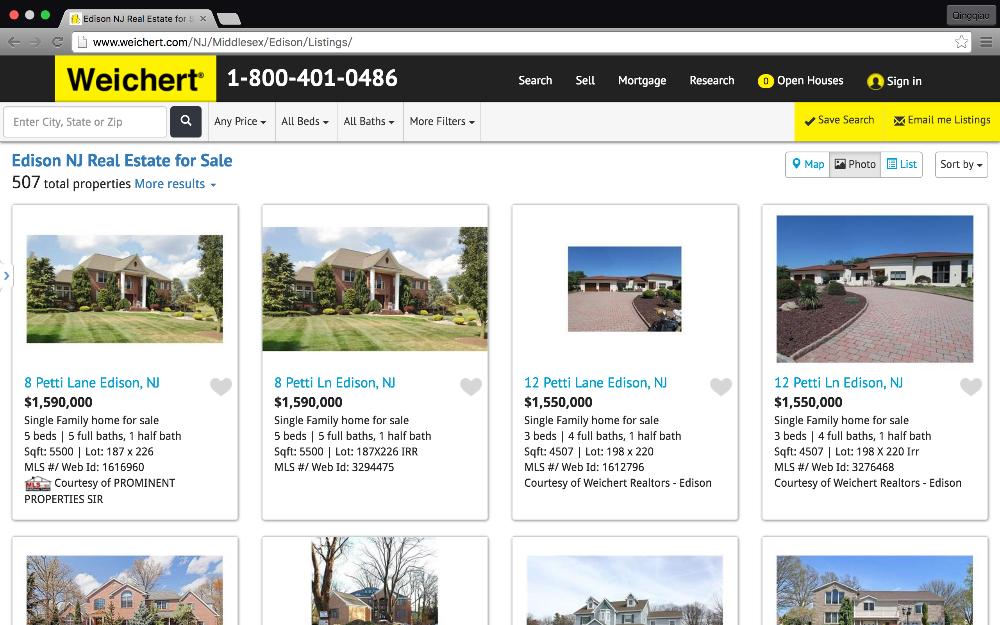 Edison NJ Real Estate for S
Qingqiao
www.weichert.com/NJ/Middlesex/Edison/Listings/
Weichert®
1-800-401-0486
Search
Sell
Mortgage
Research
0 Open Houses
Sign in
Enter City, State or Zip
Any Price
All Beds
All Baths
More Filters
Save Search
Email me Listings
Edison NJ Real Estate for Sale
507 total properties More results
Map
Photo
List
Sort by
8 Petti Lane Edison, NJ
$1,590,000
Single Family home for sale
5 beds | 5 full baths, 1 half bath
Sqft: 5500 | Lot: 187 x 226
MLS #/ Web Id: 1616960
MLS Courtesy of PROMINENT
PROPERTIES SIR
8 Petti Ln Edison, NJ
$1,590,000
Single Family home for sale
5 beds | 5 full baths, 1 half bath
Sqft: 5500 | Lot: 187X226 IRR
MLS #/ Web Id: 3294475
12 Petti Lane Edison, NJ
$1,550,000
Single Family home for sale
3 beds | 4 full baths, 1 half bath
Sqft: 4507 | Lot: 198 x 220
MLS #/ Web Id: 1612796
Courtesy of Weichert Realtors - Edison
12 Petti Ln Edison, NJ
$1,550,000
Single Family home for sale
3 beds | 4 full baths, 1 half bath
Sqft: 4507 | Lot: 198 X 220 Irr
MLS #/ Web Id: 3276468
Courtesy of Weichert Realtors - Edison